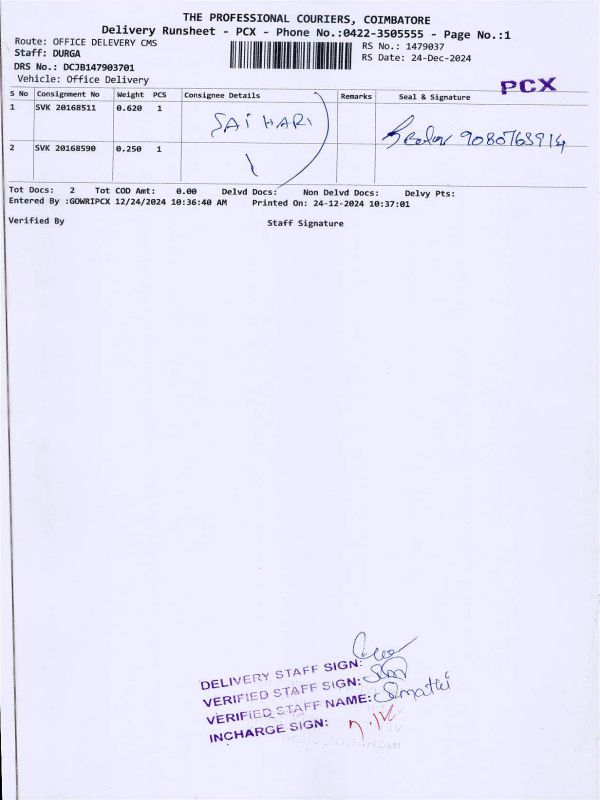 THE PROFESSIONAL COURIERS, COIMBATORE
Delivery Runsheet - PCX - Phone No.:0422-3505555 - Page No.:1
Route: OFFICE DELEVERY CMS
RS No.: 1479037
Staff: DURGA
RS Date: 24-Dec-2024
DRS No.: DCJB147903701
Vehicle: Office Delivery
PCX
S No Consignment No Weight PCS Consignee Details Remarks Seal & Signature
1 SVK 20168511 0.620 1 SAI HARI 9080763914
2 SVK 20168590 0.250 1
Tot Docs: 2 Tot COD Amt: 0.00 Delvd Docs: Non Delvd Docs: Delvy Pts:
Entered By :GOWRIPCX 12/24/2024 10:36:40 AM Printed On: 24-12-2024 10:37:01
Verified By Staff Signature
DELIVERY STAFF SIGN:
VERIFIED STAFF SIGN:
VERIFIED STAFF NAME:
INCHARGE SIGN: